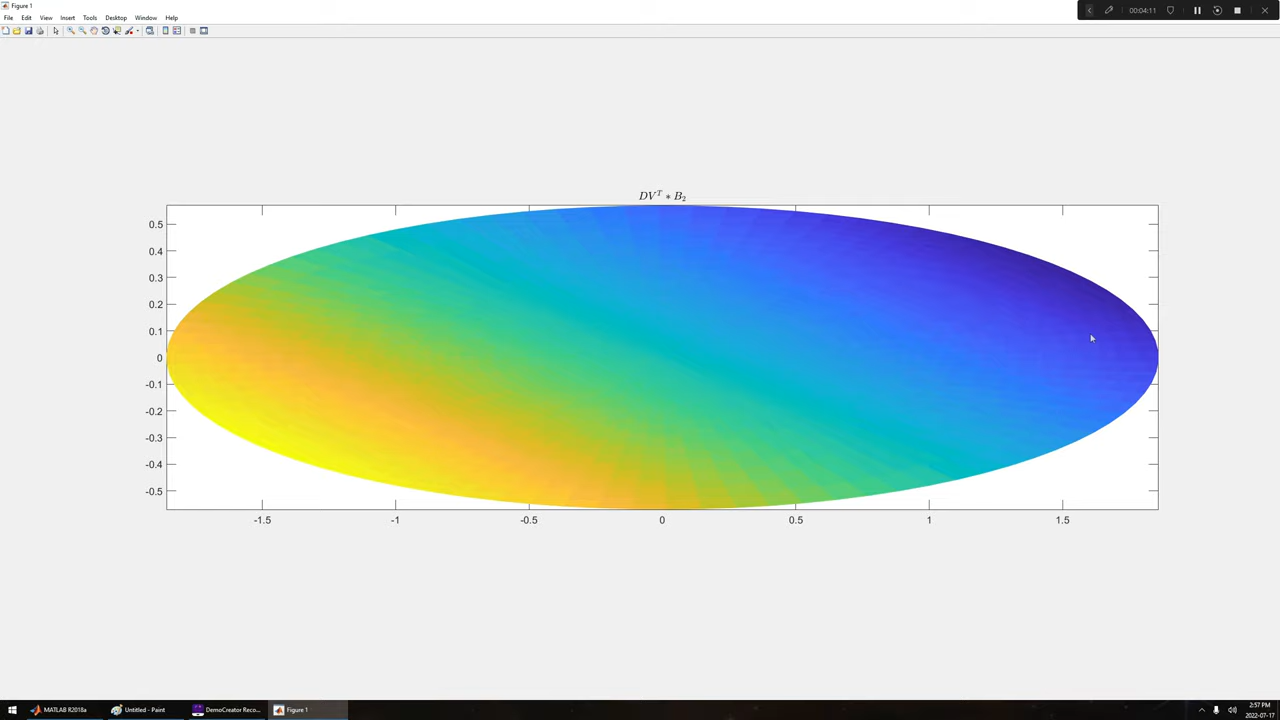 Figure 1
00:04:11
File Edit View Insert Tools Desktop Window Help
DV^T * B_2
0.5
0.4
0.3
0.2
0.1
0
-0.1
-0.2
-0.3
-0.4
-0.5
-1.5 -1 -0.5 0 0.5 1 1.5
MATLAB R2018a Untitled - Paint DemoCreator Reco... Figure 1
2:57 PM
2022-07-17